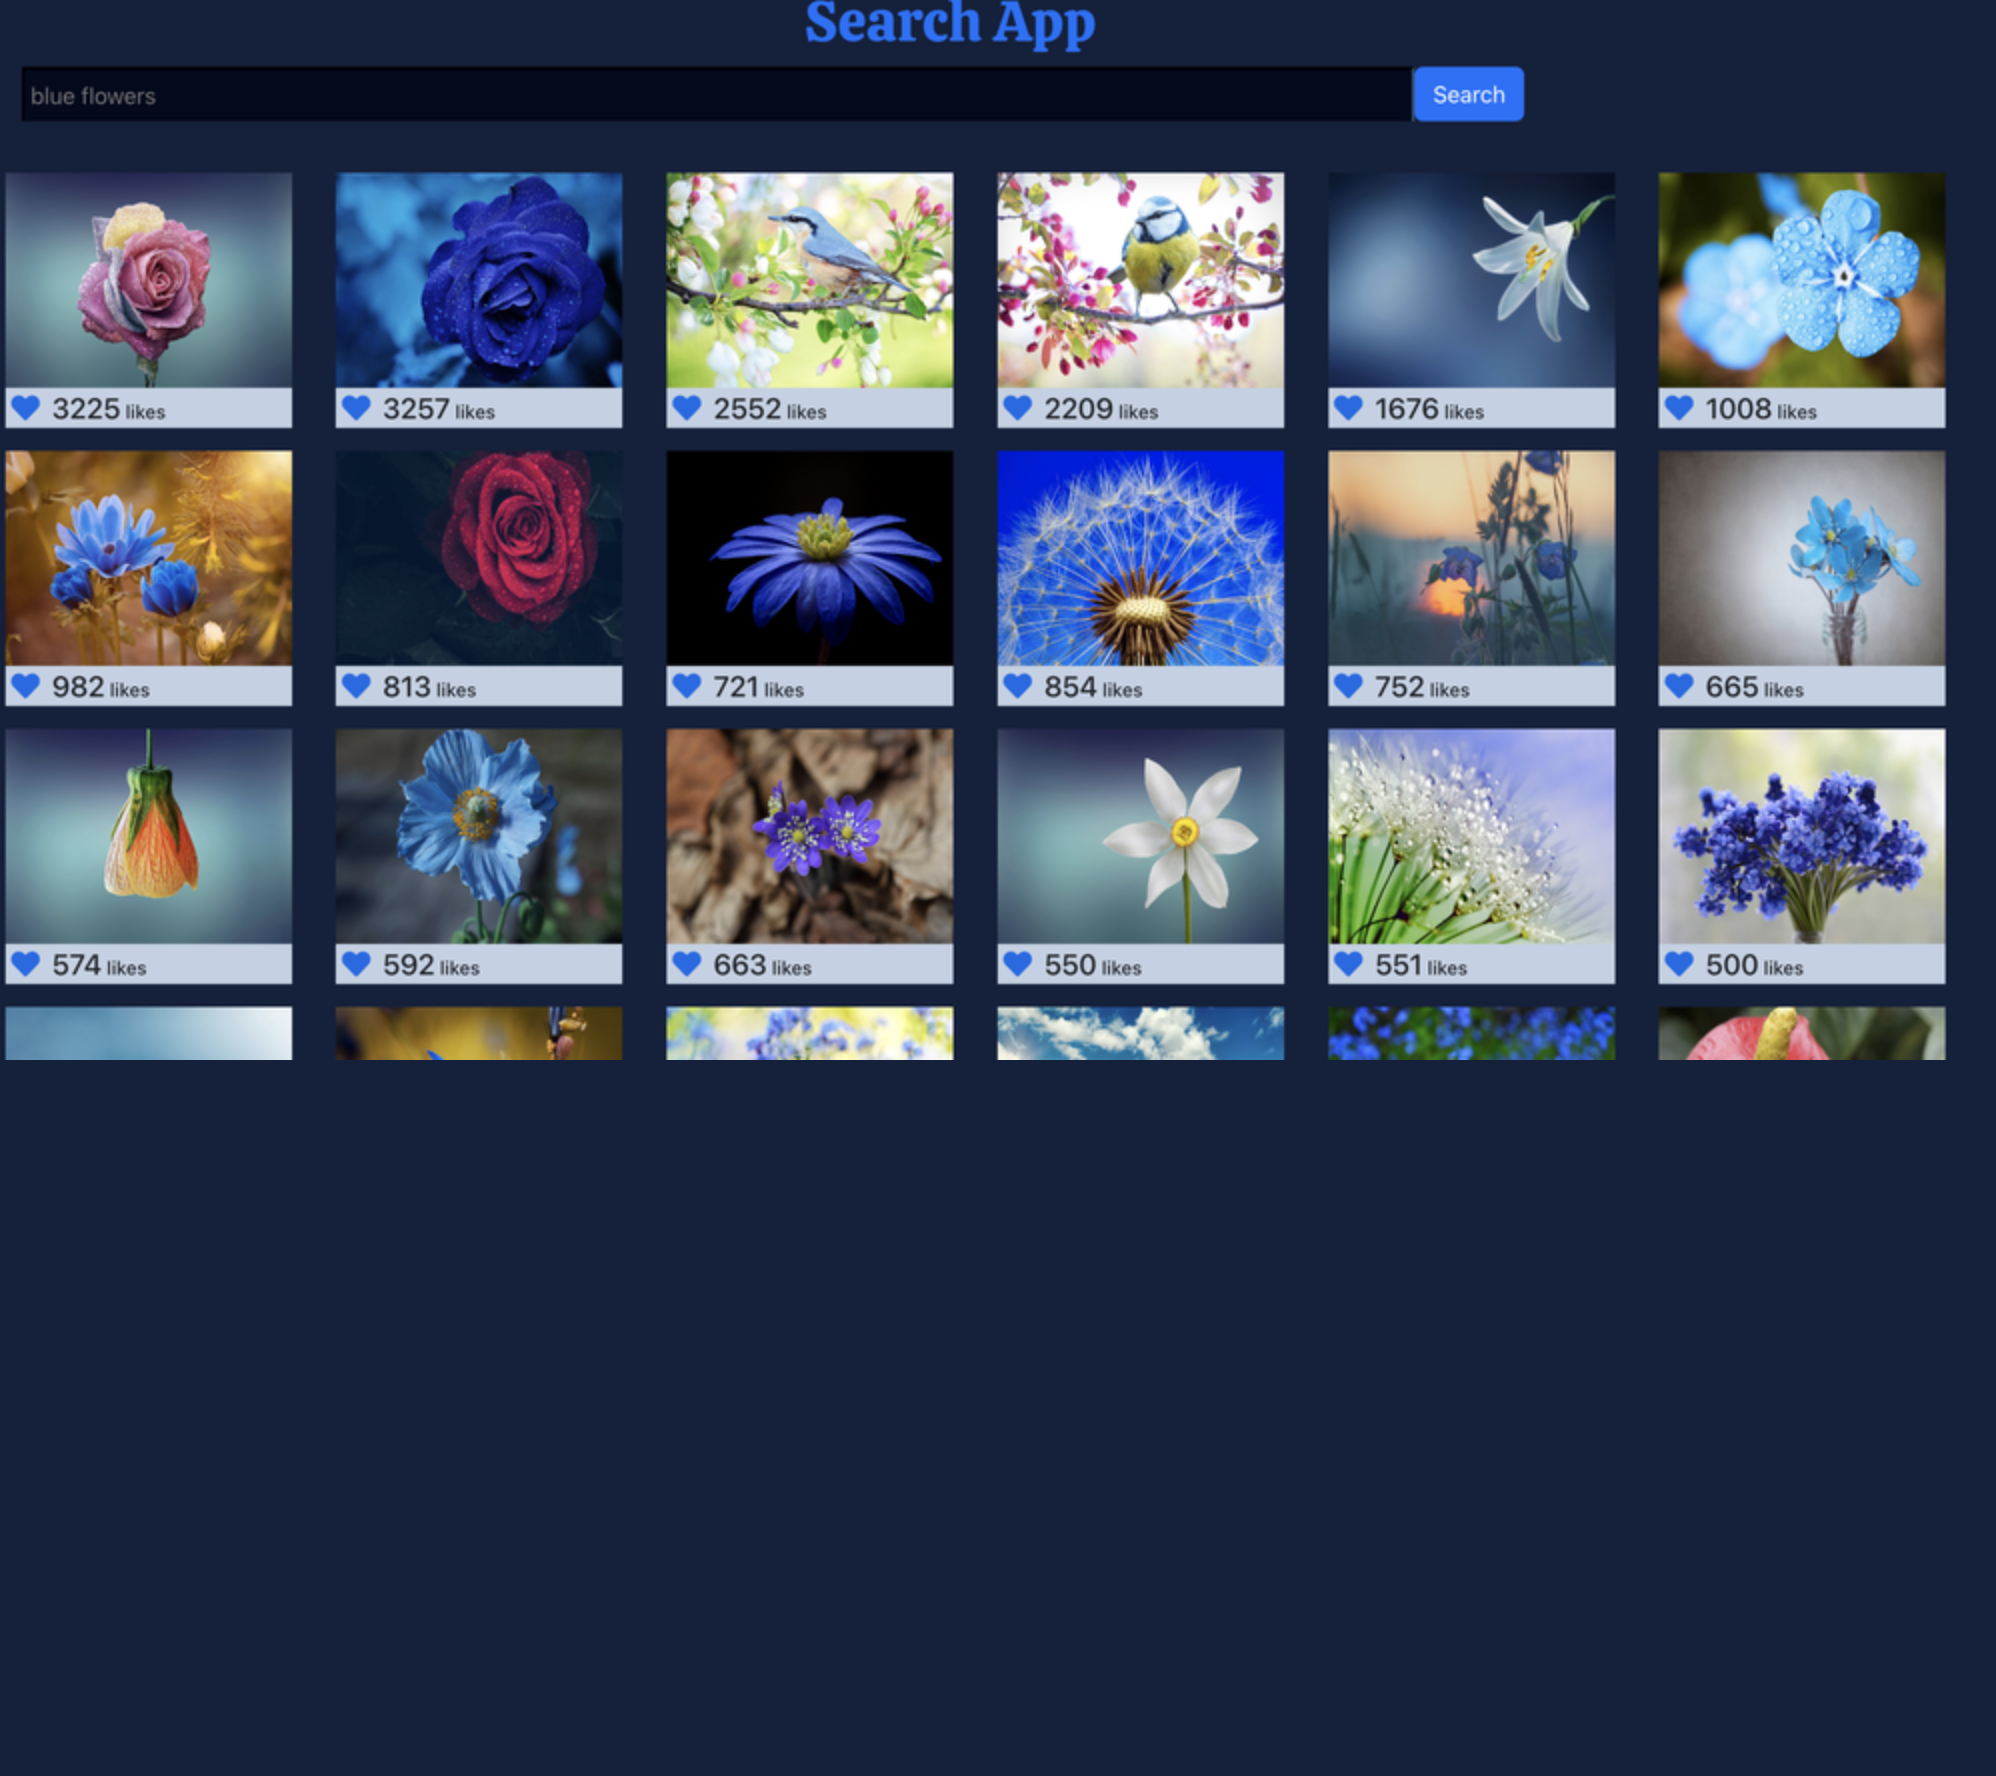 Search App
blue flowers
Search
3225 likes
3257 likes
2552 likes
2209 likes
1676 likes
1008 likes
982 likes
813 likes
721 likes
854 likes
752 likes
665 likes
574 likes
592 likes
663 likes
550 likes
551 likes
500 likes